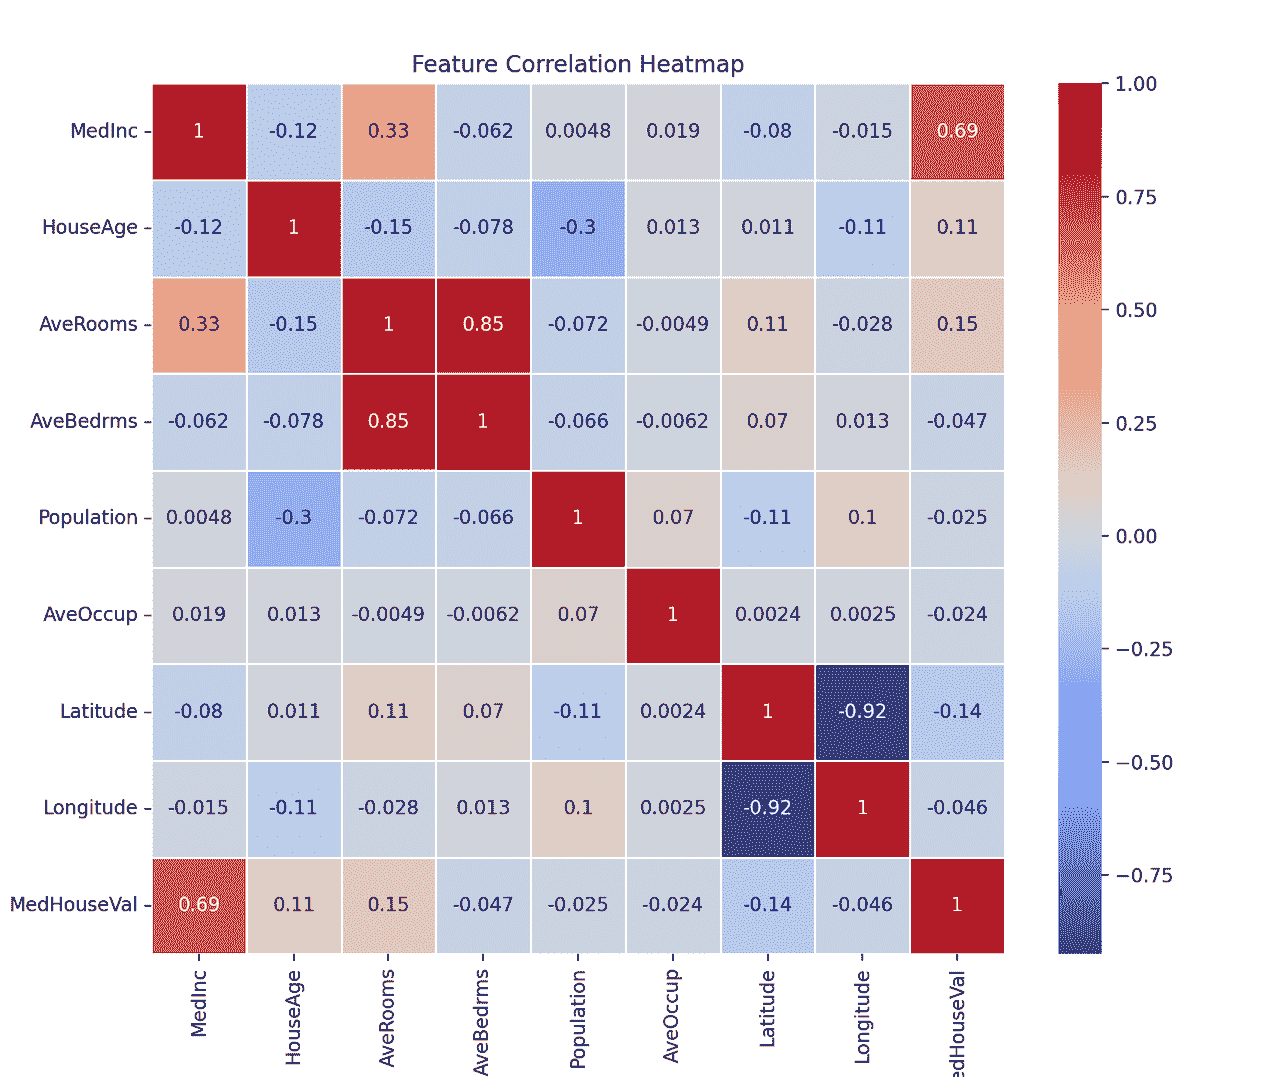 Feature Correlation Heatmap
MedInc 1 -0.12 0.33 -0.062 0.0048 0.019 -0.08 -0.015 0.69
HouseAge -0.12 1 -0.15 -0.078 -0.3 0.013 0.011 -0.11 0.11
AveRooms 0.33 -0.15 1 0.85 -0.072 -0.0049 0.11 -0.028 0.15
AveBedrms -0.062 -0.078 0.85 1 -0.066 -0.0062 0.07 0.013 -0.047
Population 0.0048 -0.3 -0.072 -0.066 1 0.07 -0.11 0.1 -0.025
AveOccup 0.019 0.013 -0.0049 -0.0062 0.07 1 0.0024 0.0025 -0.024
Latitude -0.08 0.011 0.11 0.07 -0.11 0.0024 1 -0.92 -0.14
Longitude -0.015 -0.11 -0.028 0.013 0.1 0.0025 -0.92 1 -0.046
MedHouseVal 0.69 0.11 0.15 -0.047 -0.025 -0.024 -0.14 -0.046 1
MedInc
HouseAge
AveRooms
AveBedrms
Population
AveOccup
Latitude
Longitude
edHouseVal
1.00
0.75
0.50
0.25
0.00
−0.25
−0.50
−0.75